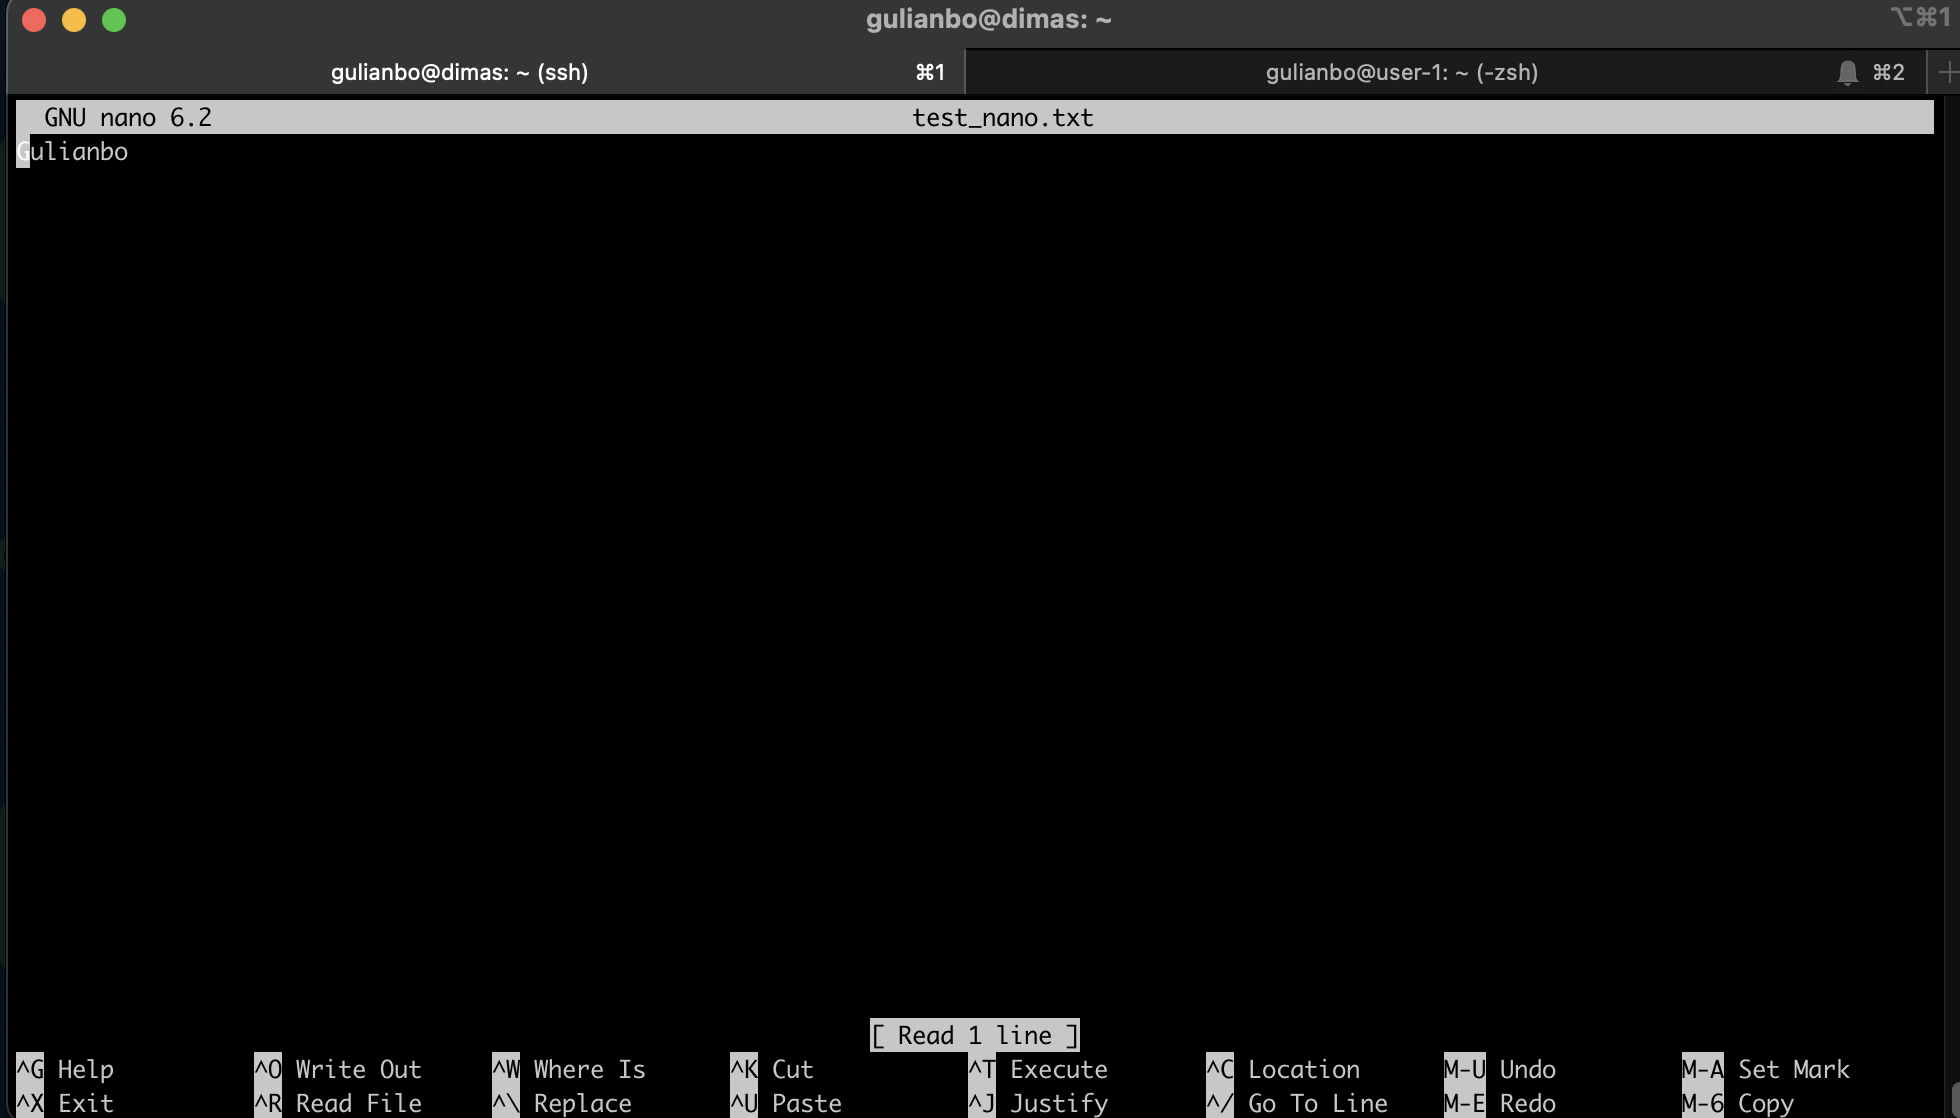 gulianbo@dimas: ~
⌥⌘1
gulianbo@dimas: ~ (ssh) ⌘1
gulianbo@user-1: ~ (-zsh) ⌘2
GNU nano 6.2 test_nano.txt
Gulianbo
[ Read 1 line ]
^G Help ^O Write Out ^W Where Is ^K Cut ^T Execute ^C Location M-U Undo M-A Set Mark
^X Exit ^R Read File ^\ Replace ^U Paste ^J Justify ^/ Go To Line M-E Redo M-6 Copy